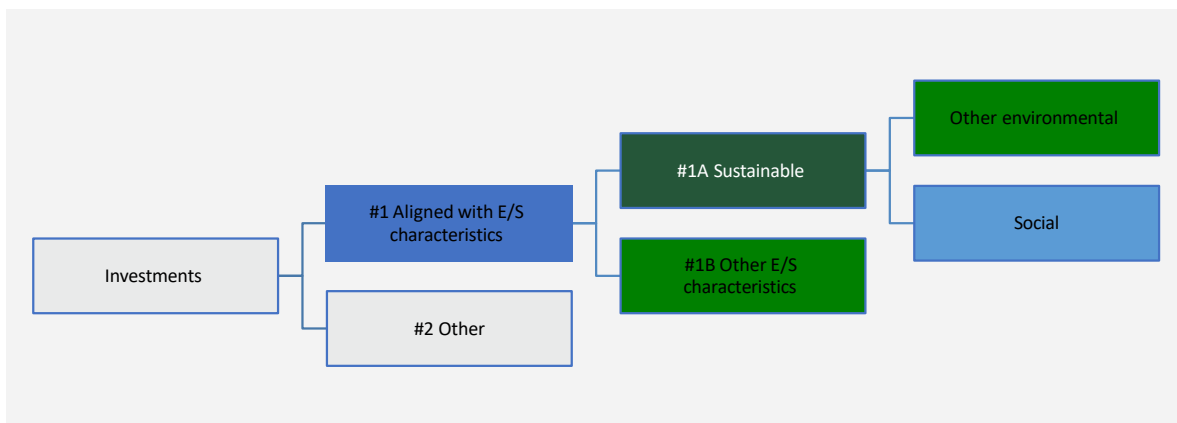 Other environmental
#1A Sustainable
#1 Aligned with E/S
characteristics
Social
Investments
#1B Other E/S
characteristics
#2 Other